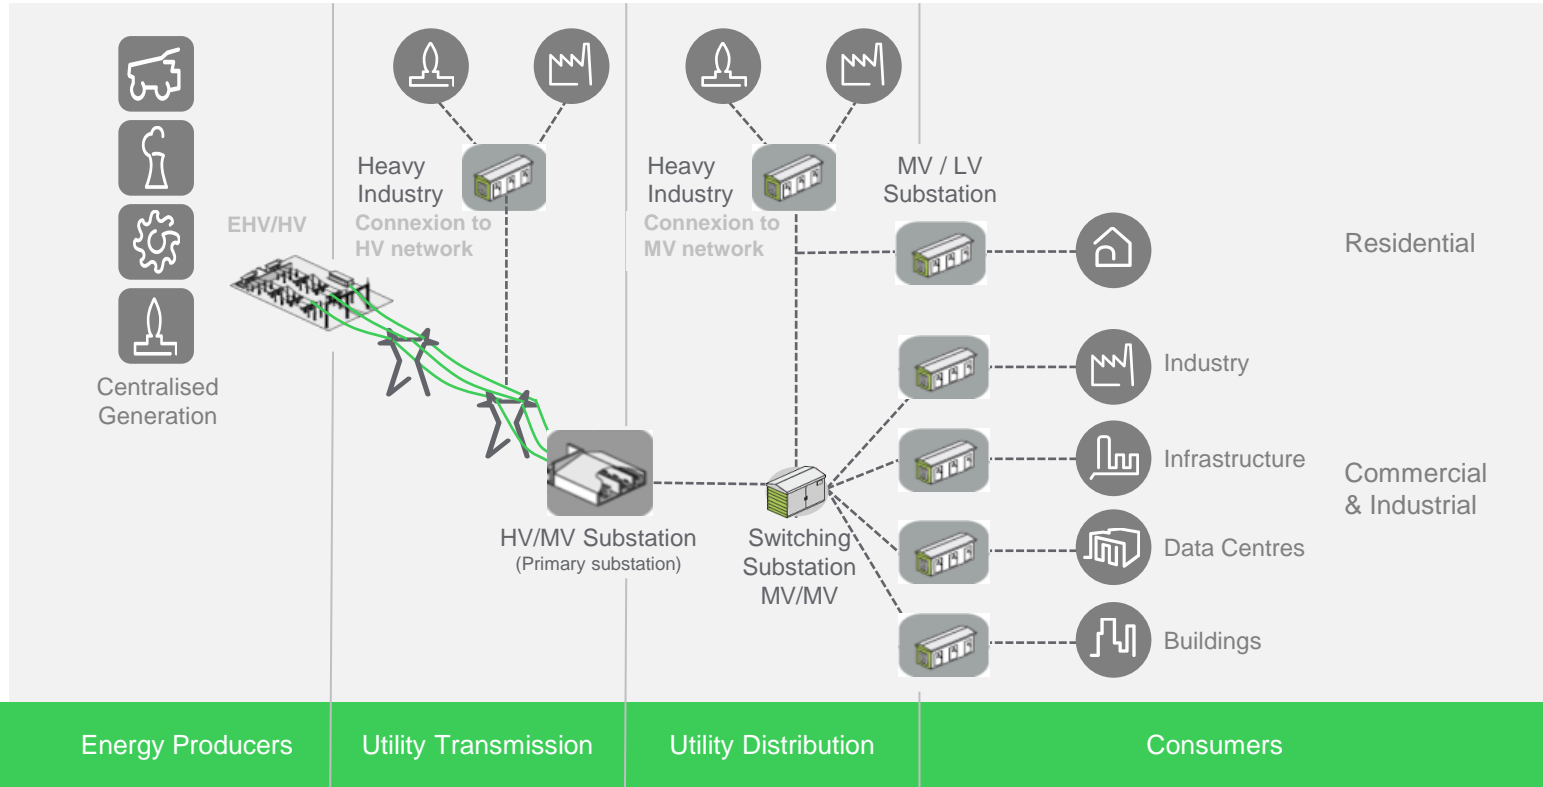 EHV/HV
Centralised
Generation
Heavy
Industry
Connexion to
HV network
Heavy
Industry
Connexion to
MV network
MV / LV
Substation
HV/MV Substation
(Primary substation)
Switching
Substation
MV/MV
Industry
Infrastructure
Data Centres
Buildings
Residential
Commercial
& Industrial
Energy Producers
Utility Transmission
Utility Distribution
Consumers